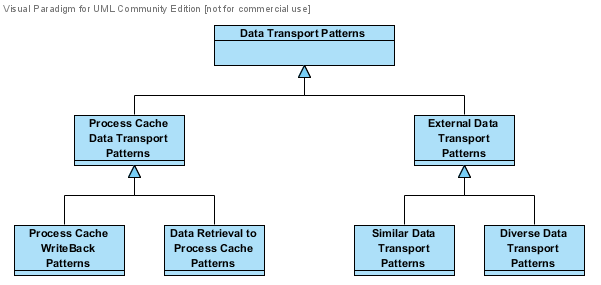 Visual Paradigm for UML Community Edition [not for commercial use]
Data Transport Patterns
Process Cache
Data Transport
Patterns
External Data
Transport
Patterns
Process Cache
WriteBack
Patterns
Data Retrieval to
Process Cache
Patterns
Similar Data
Transport
Patterns
Diverse Data
Transport
Patterns